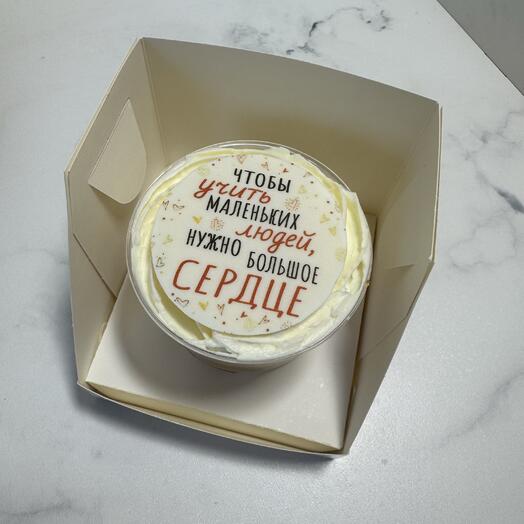 ЧТОБЫ
учить
МАЛЕНЬКИХ
людей,
НУЖНО БОЛЬШОЕ
СЕРДЦЕ